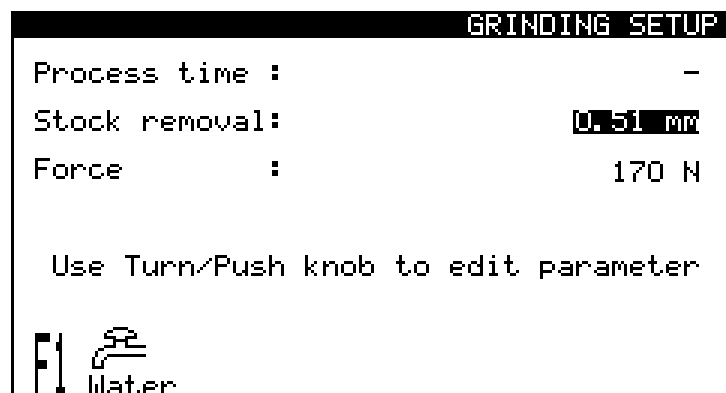 GRINDING SETUP
Process time : -
Stock removal: 0.51 mm
Force : 170 N
Use Turn/Push knob to edit parameter
F1 Water